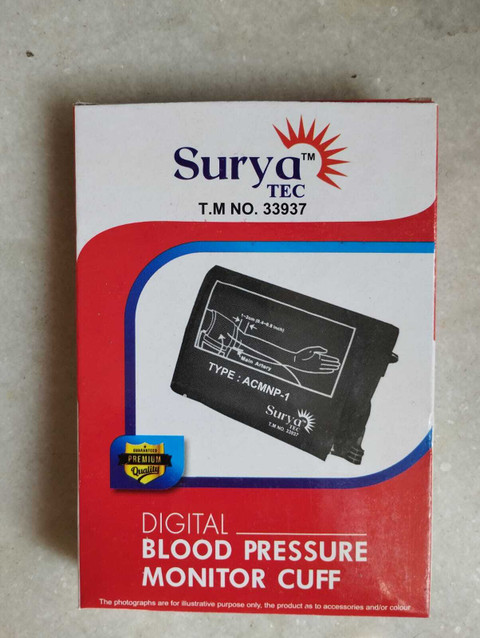 Surya™
TEC
T.M NO. 33937
1~2cm (0.4~0.8 inch)
Main Artery
TYPE : ACMNP-1
Surya
TEC
T.M NO. 33937
GUARANTEED
PREMIUM
Quality
DIGITAL
BLOOD PRESSURE
MONITOR CUFF
The photographs are for illustrative purpose only, the product as to accessories and/or colour